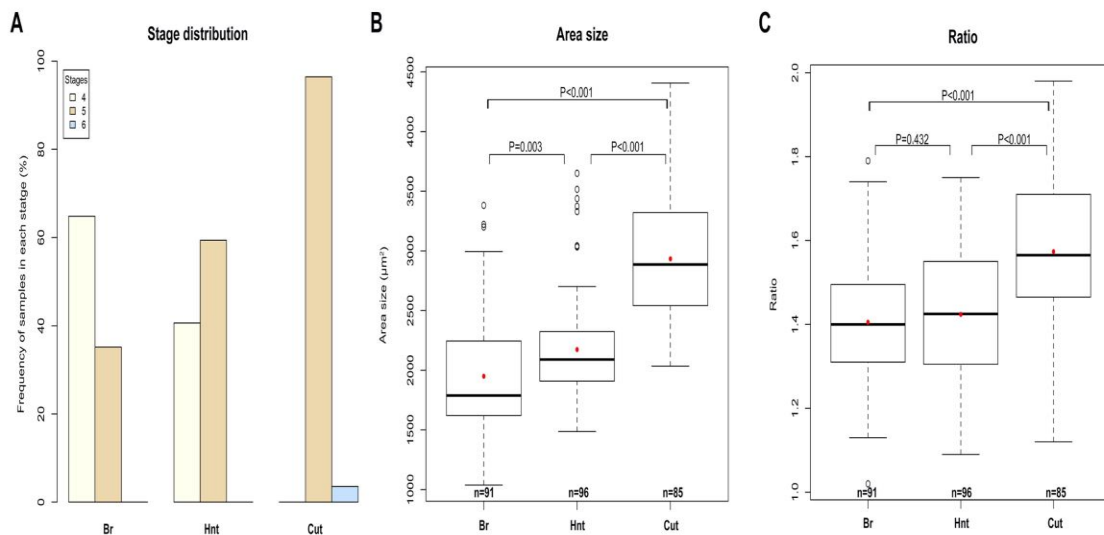 A
Stage distribution
Frequency of samples in each statge (%)
100
80
60
40
20
0
Stages
4
5
6
Br
Hnt
Cut
B
Area size
Area size (µm²)
4500
4000
3500
3000
2500
2000
1500
1000
P<0.001
P=0.003
P<0.001
n=91
n=96
n=85
Br
Hnt
Cut
C
Ratio
Ratio
2.0
1.8
1.6
1.4
1.2
1.0
P<0.001
P=0.432
P<0.001
n=91
n=96
n=85
Br
Hnt
Cut